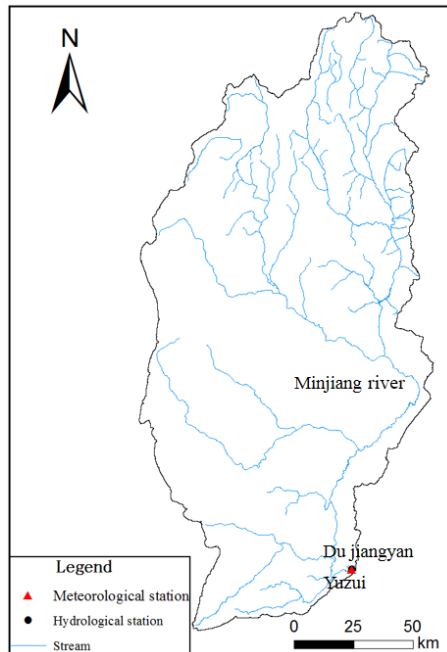 N
Minjiang river
Du jiangyan
Yuzui
Legend
Meteorological station
Hydrological station
Stream
0 25 50
km